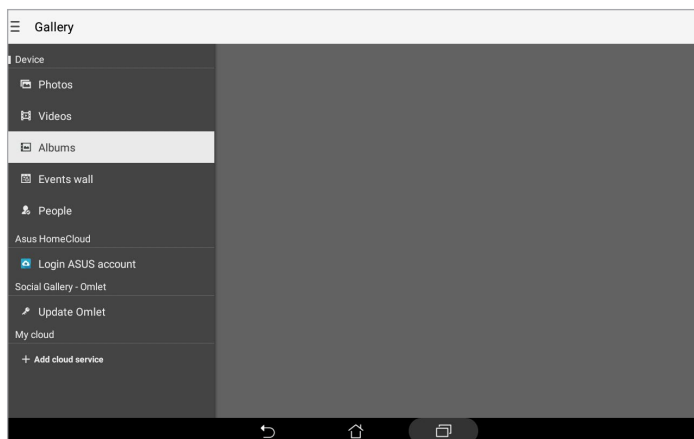 Gallery
Device
Photos
Videos
Albums
Events wall
People
Asus HomeCloud
Login ASUS account
Social Gallery - Omlet
Update Omlet
My cloud
+ Add cloud service